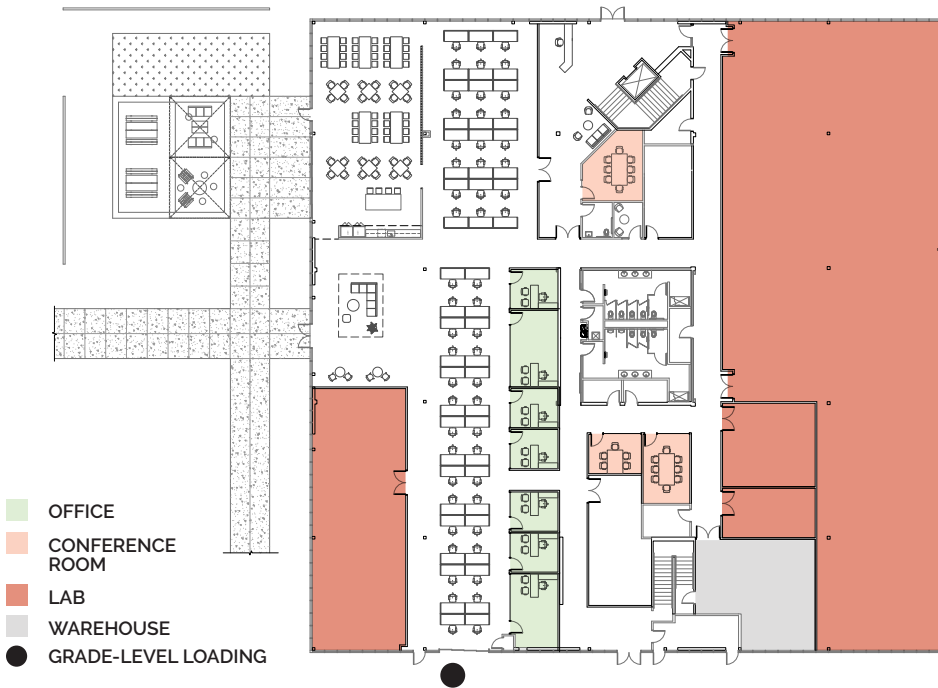 OFFICE
CONFERENCE
ROOM
LAB
WAREHOUSE
GRADE-LEVEL LOADING